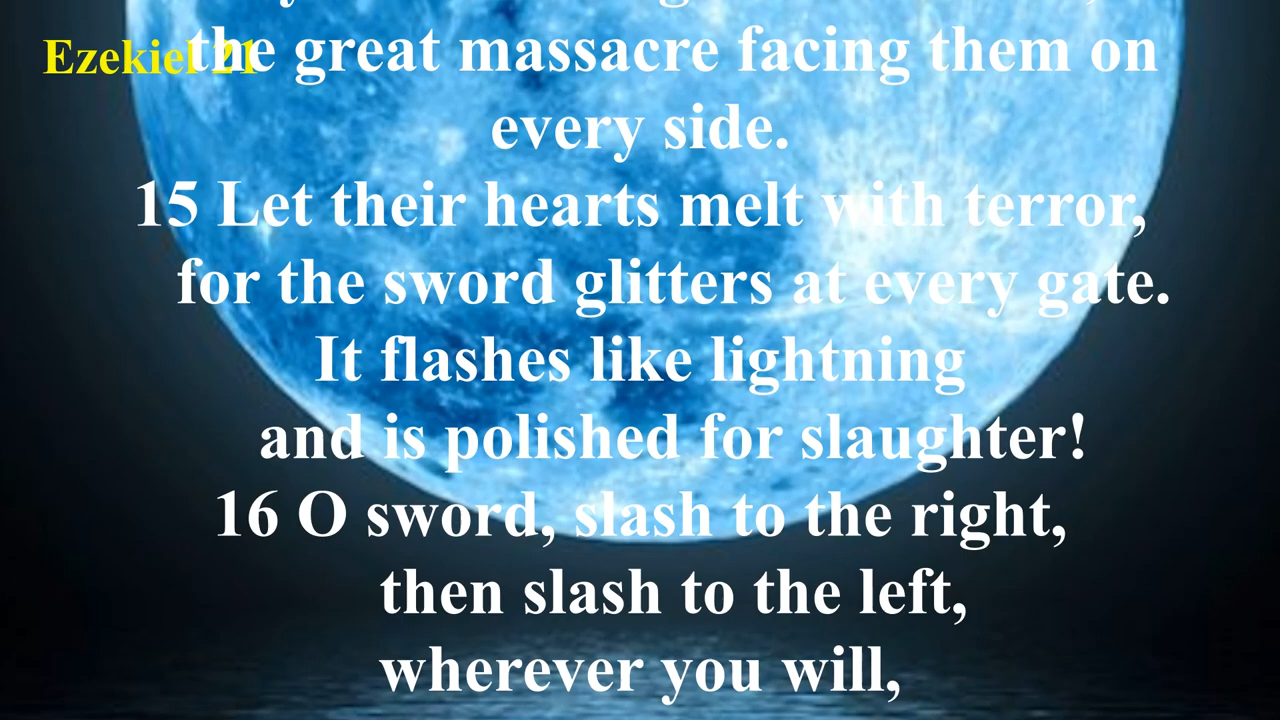 Ezekiel 21
the great massacre facing them on
every side.
15 Let their hearts melt with terror,
for the sword glitters at every gate.
It flashes like lightning
and is polished for slaughter!
16 O sword, slash to the right,
then slash to the left,
wherever you will,